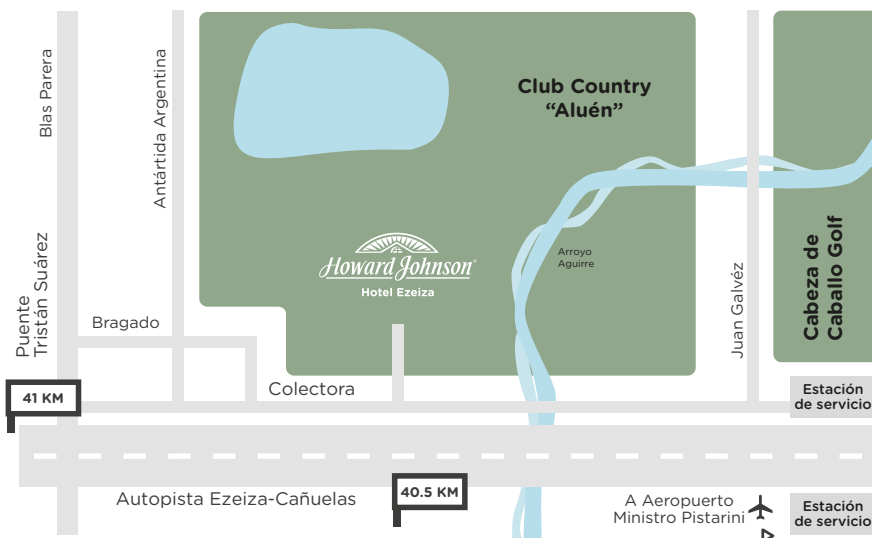 Blas Parera
Antártida Argentina
Club Country
“Aluén”
Howard Johnson®
Hotel Ezeiza
Arroyo
Aguirre
Cabeza de
Caballo Golf
Juan Galvéz
Puente
Tristán Suárez
Bragado
Colectora
Estación
de servicio
41 KM
40.5 KM
Autopista Ezeiza-Cañuelas
A Aeropuerto
Ministro Pistarini
Estación
de servicio